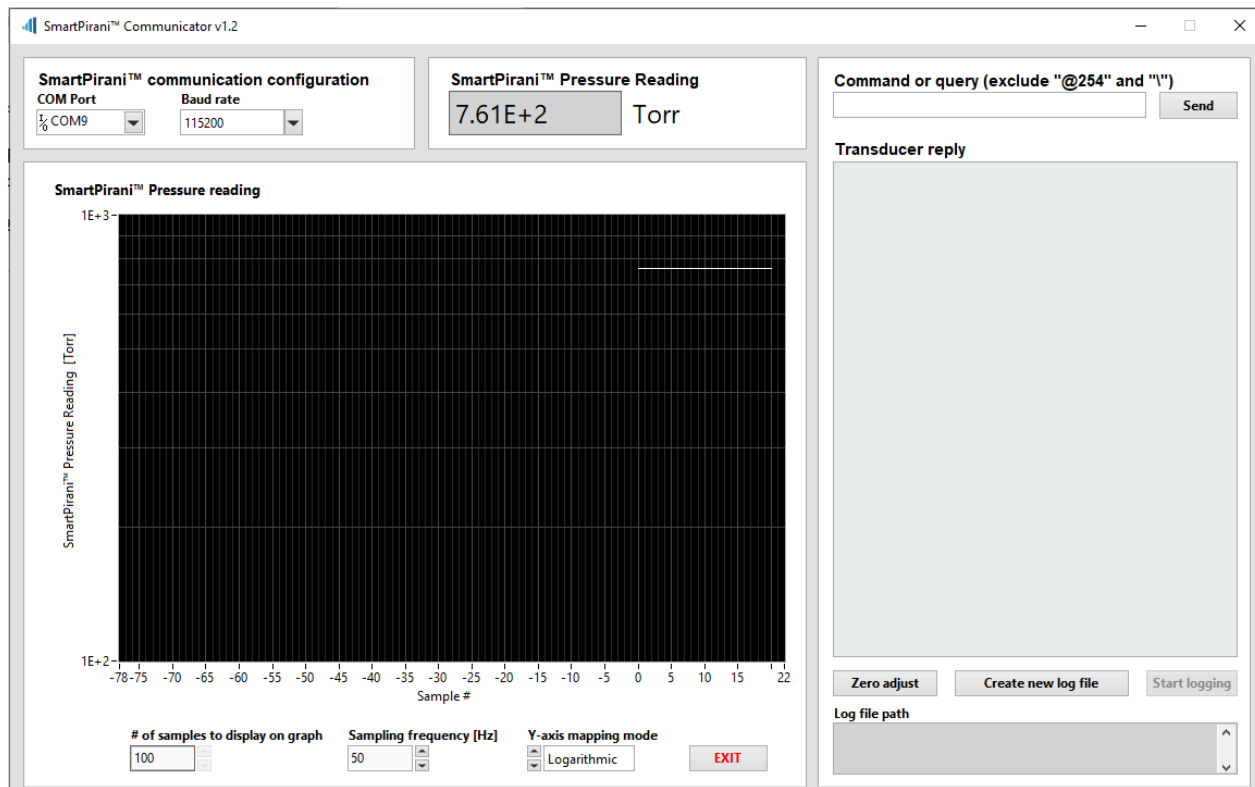 SmartPirani™ Communicator v1.2
SmartPirani™ communication configuration
COM Port
Baud rate
COM9
115200
SmartPirani™ Pressure Reading
7.61E+2
Torr
Command or query (exclude "@254" and "\")
Send
Transducer reply
SmartPirani™ Pressure reading
1E+3
SmartPirani™ Pressure Reading [Torr]
1E+2
-78 -75 -70 -65 -60 -55 -50 -45 -40 -35 -30 -25 -20 -15 -10 -5 0 5 10 15 22
Sample #
# of samples to display on graph
100
Sampling frequency [Hz]
50
Y-axis mapping mode
Logarithmic
EXIT
Zero adjust
Create new log file
Start logging
Log file path